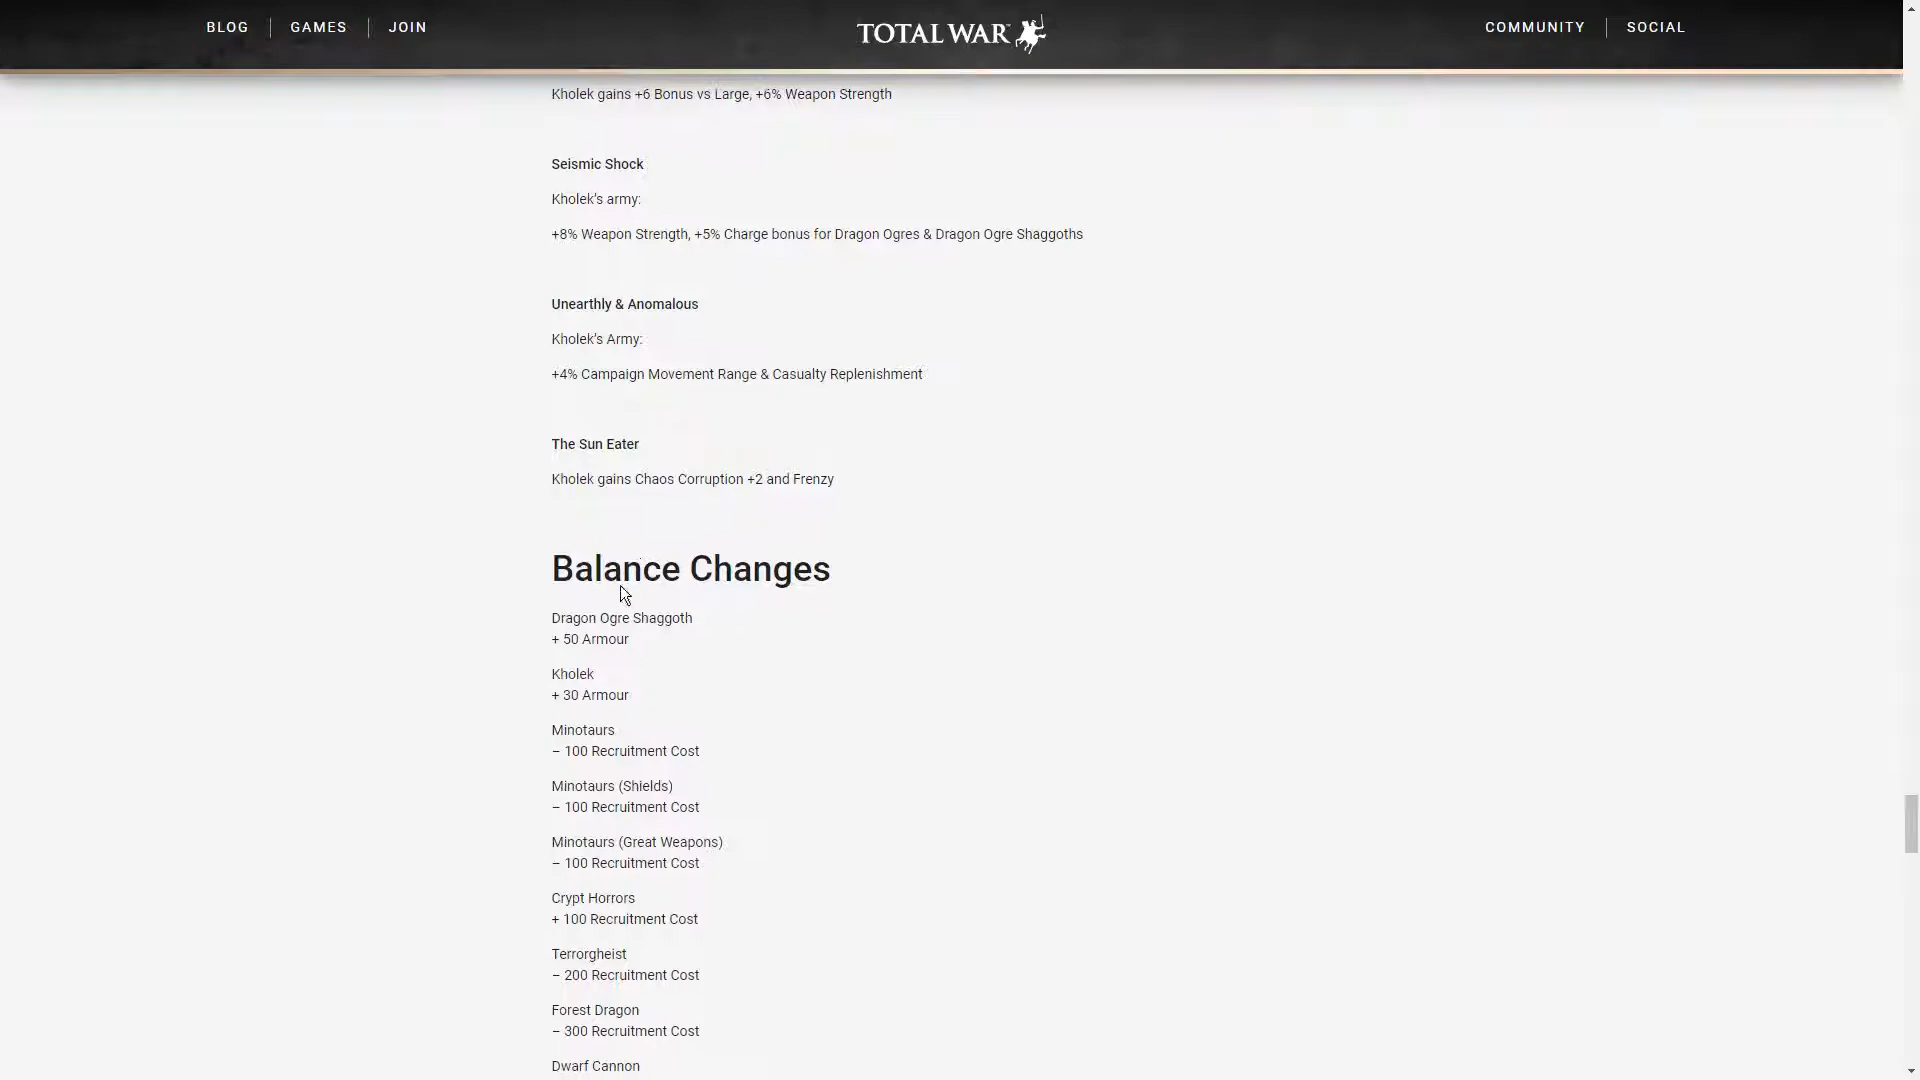 BLOG
GAMES
JOIN
TOTAL WAR
COMMUNITY
SOCIAL
Kholek gains +6 Bonus vs Large, +6% Weapon Strength
Seismic Shock
Kholek’s army:
+8% Weapon Strength, +5% Charge bonus for Dragon Ogres & Dragon Ogre Shaggoths
Unearthly & Anomalous
Kholek’s Army:
+4% Campaign Movement Range & Casualty Replenishment
The Sun Eater
Kholek gains Chaos Corruption +2 and Frenzy
Balance Changes
Dragon Ogre Shaggoth
+ 50 Armour
Kholek
+ 30 Armour
Minotaurs
– 100 Recruitment Cost
Minotaurs (Shields)
– 100 Recruitment Cost
Minotaurs (Great Weapons)
– 100 Recruitment Cost
Crypt Horrors
+ 100 Recruitment Cost
Terrorgheist
– 200 Recruitment Cost
Forest Dragon
– 300 Recruitment Cost
Dwarf Cannon